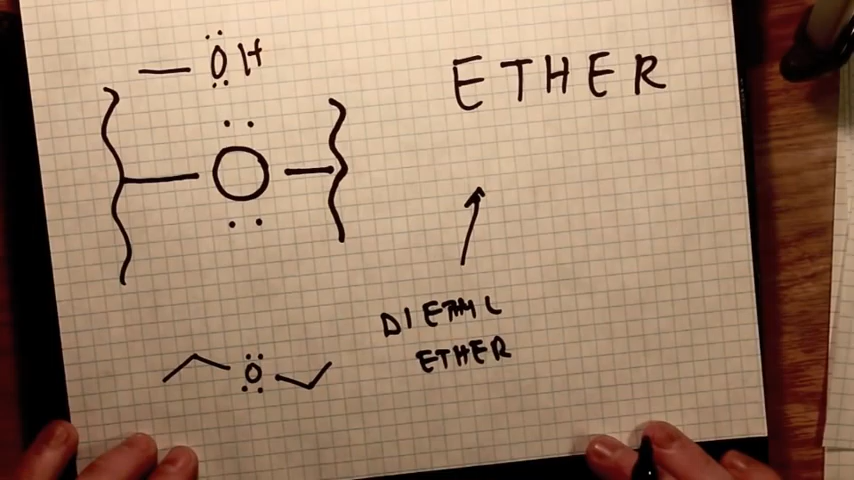 — OH
ETHER
— O —
DIETHYL
ETHER
O